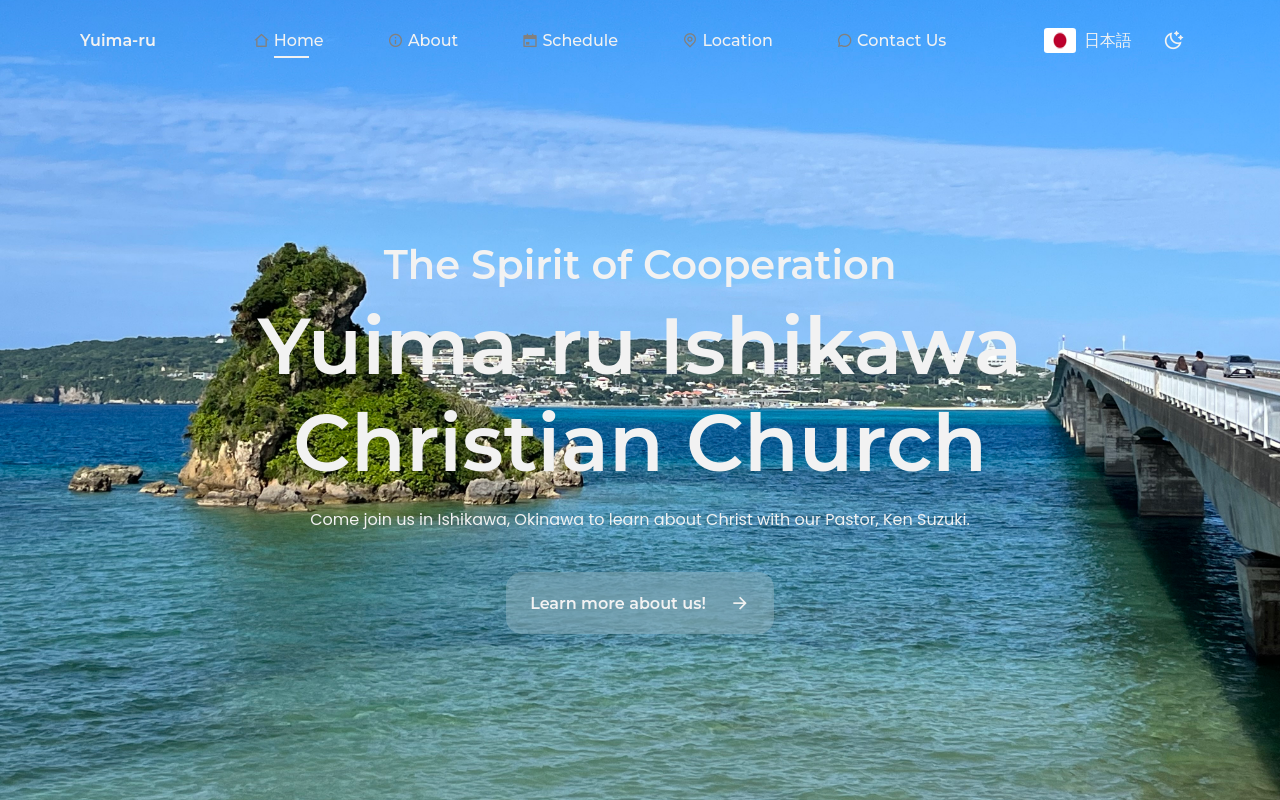 Yuima-ru
Home
About
Schedule
Location
Contact Us
日本語
The Spirit of Cooperation
Yuima-ru Ishikawa
Christian Church
Come join us in Ishikawa, Okinawa to learn about Christ with our Pastor, Ken Suzuki.
Learn more about us!